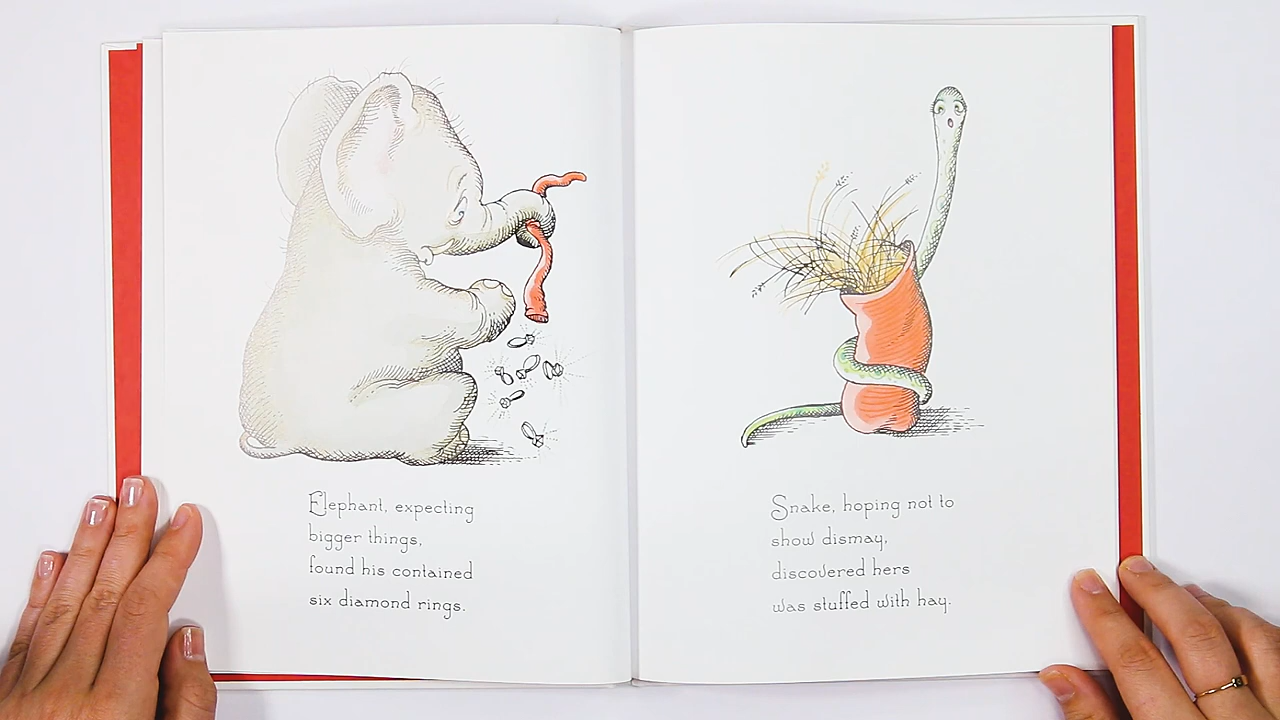 Elephant, expecting
bigger things,
found his contained
six diamond rings.
Snake, hoping not to
show dismay,
discovered hers
was stuffed with hay.